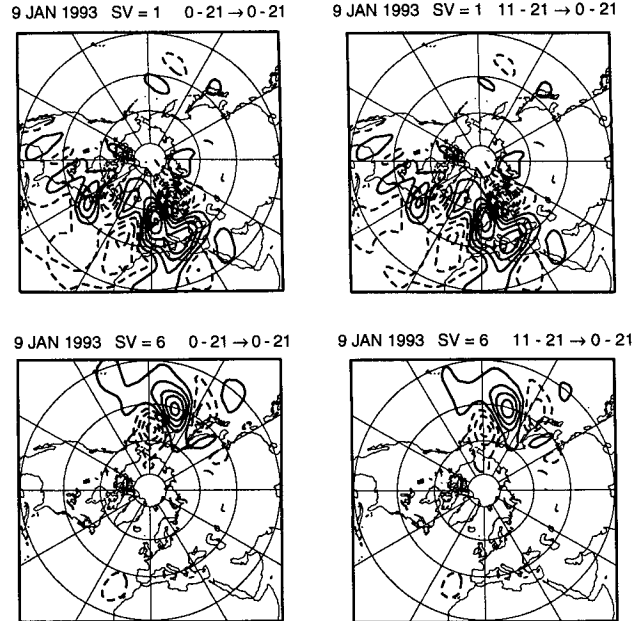 9 JAN 1993 SV = 1 0 - 21 → 0 - 21
9 JAN 1993 SV = 1 11 - 21 → 0 - 21
9 JAN 1993 SV = 6 0 - 21 → 0 - 21
9 JAN 1993 SV = 6 11 - 21 → 0 - 21